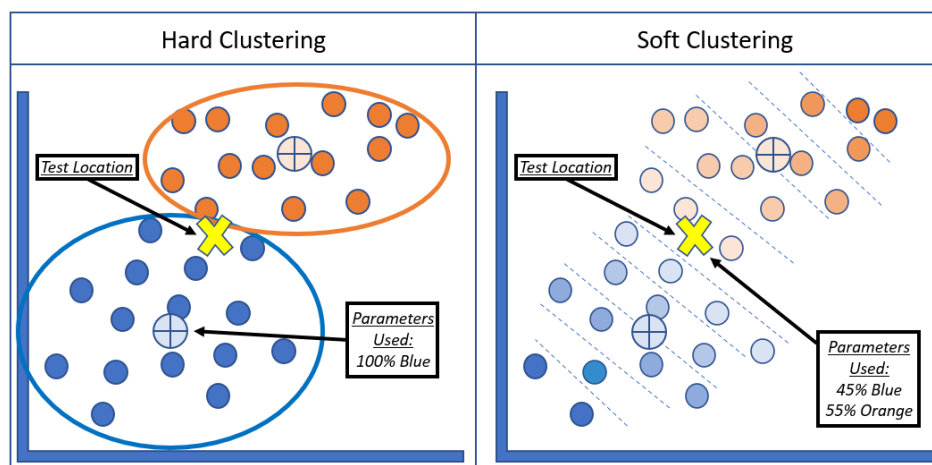 Hard Clustering
Soft Clustering
Test Location
Parameters
Used:
100% Blue
Test Location
Parameters
Used:
45% Blue
55% Orange